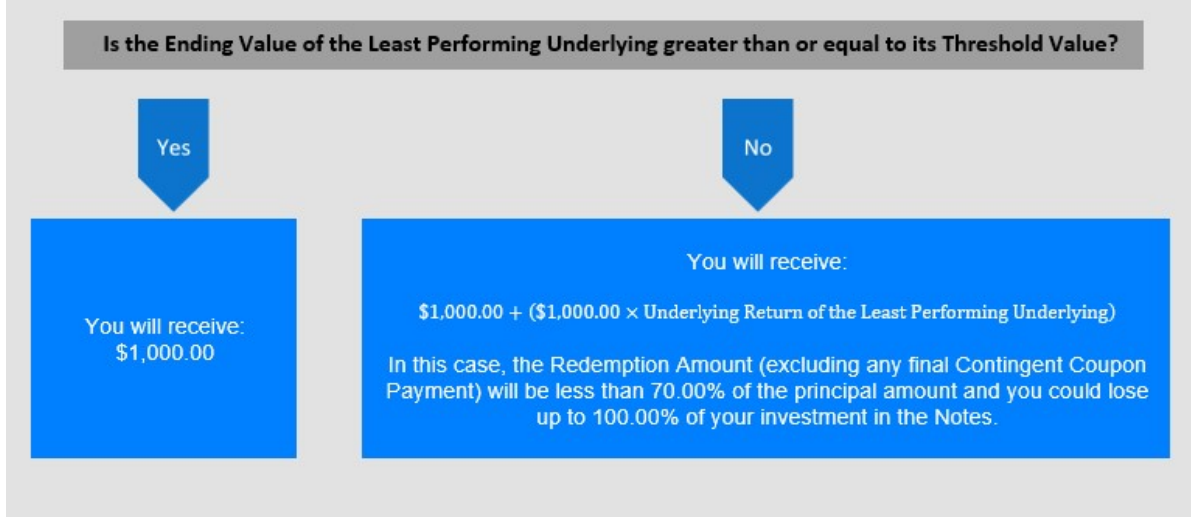 Is the Ending Value of the Least Performing Underlying greater than or equal to its Threshold Value?
Yes
No
You will receive:
$1,000.00
You will receive:
$1,000.00 + ($1,000.00 × Underlying Return of the Least Performing Underlying)
In this case, the Redemption Amount (excluding any final Contingent Coupon
Payment) will be less than 70.00% of the principal amount and you could lose
up to 100.00% of your investment in the Notes.